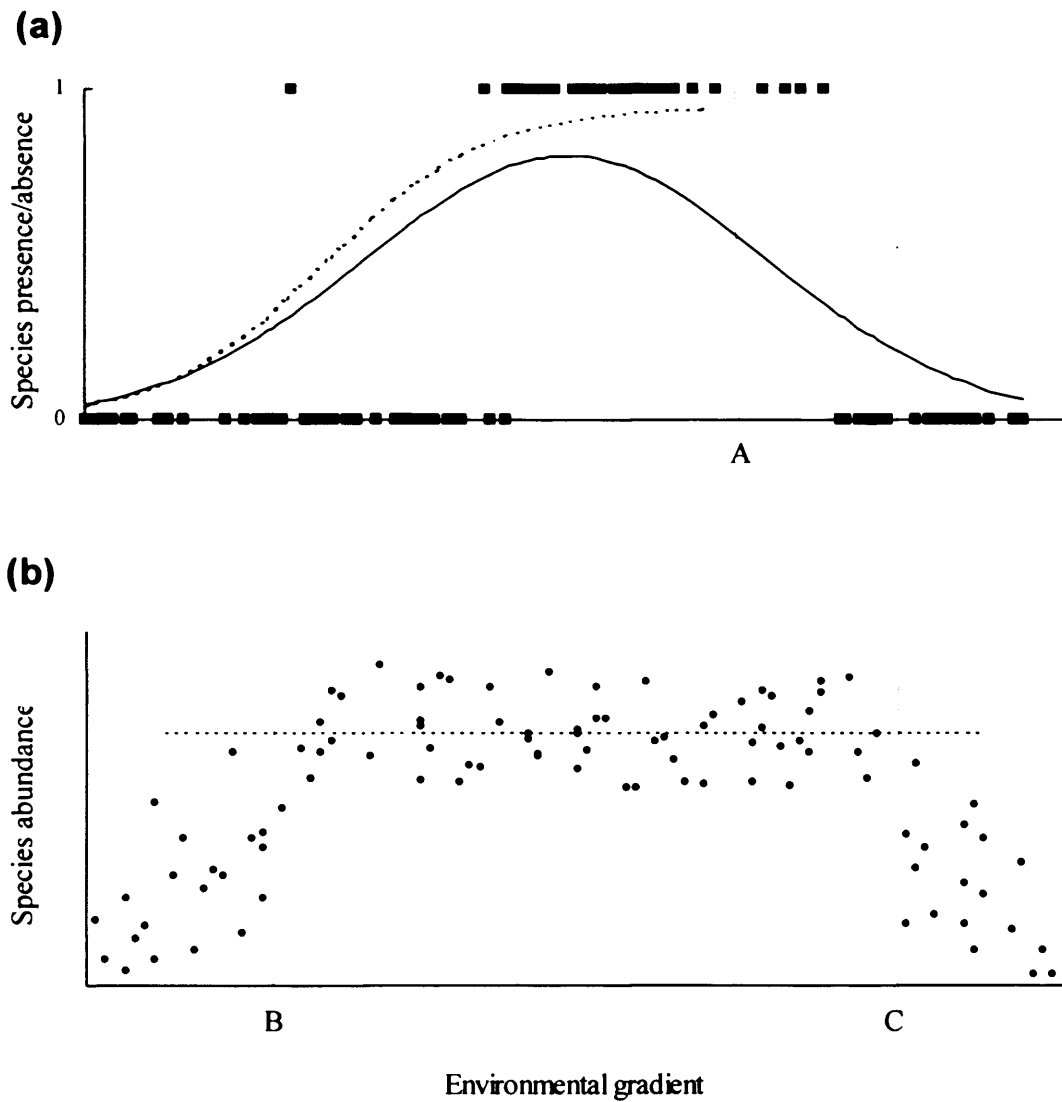 (a)
1
Species presence/absence
0
A
(b)
Species abundance
B
C
Environmental gradient